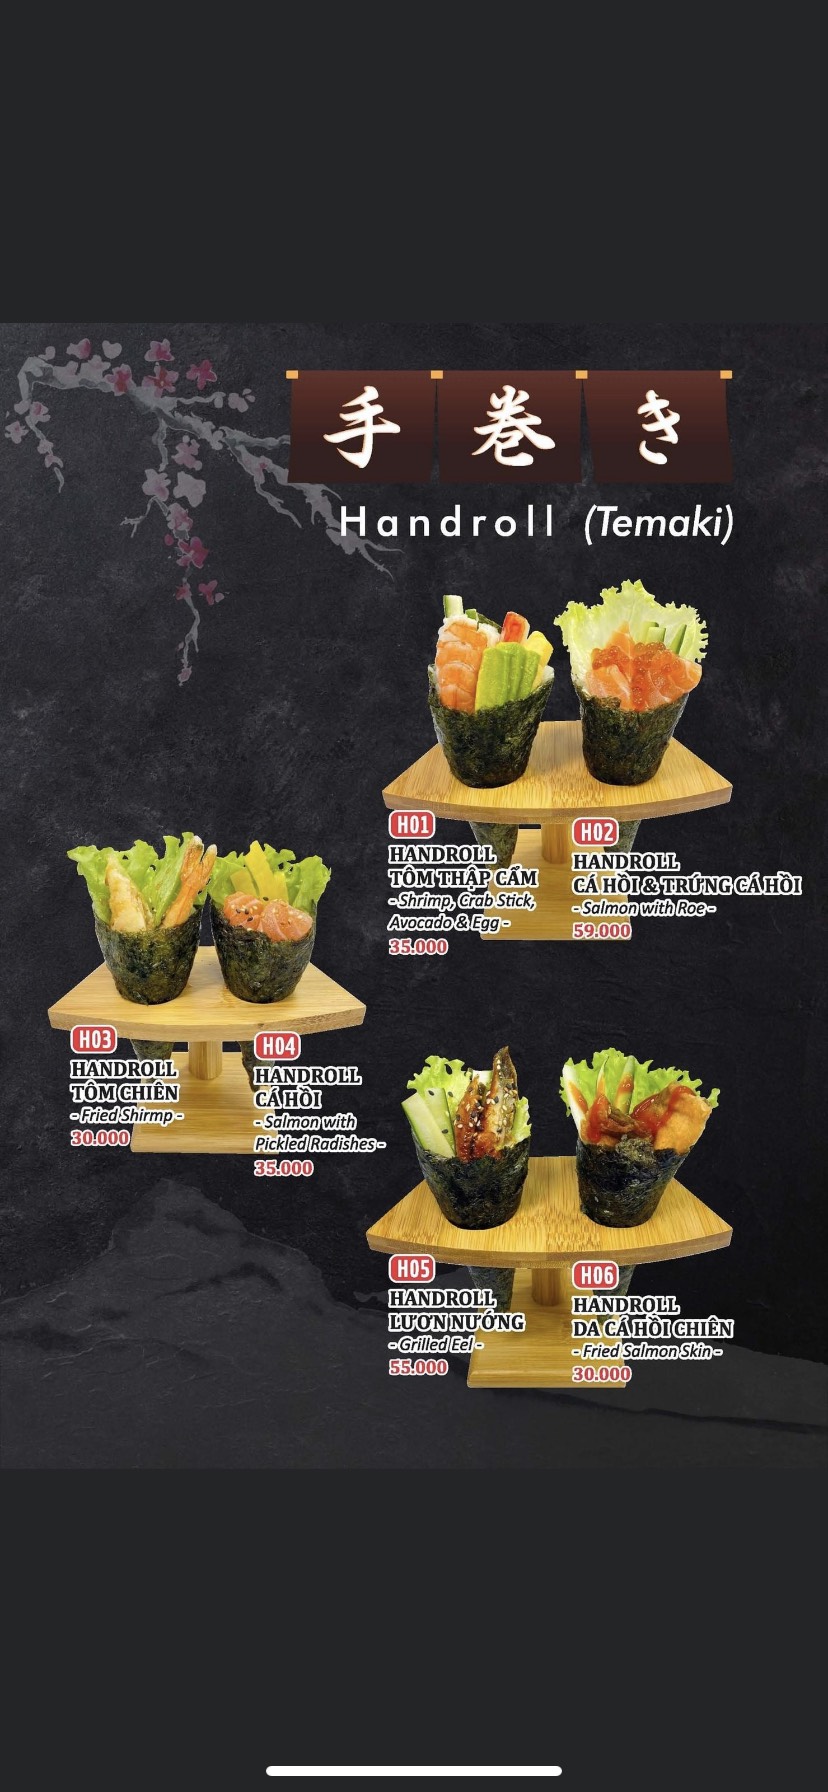 手巻き
Handroll (Temaki)
H01
HANDROLL
TÔM THẬP CẨM
- Shrimp, Crab Stick,
Avocado & Egg -
35.000
H02
HANDROLL
CÁ HỒI & TRỨNG CÁ HỒI
- Salmon with Roe -
59.000
H03
HANDROLL
TÔM CHIÊN
- Fried Shirmp -
30.000
H04
HANDROLL
CÁ HỒI
- Salmon with
Pickled Radishes -
35.000
H05
HANDROLL
LƯƠN NƯỚNG
- Grilled Eel -
55.000
H06
HANDROLL
DA CÁ HỒI CHIÊN
- Fried Salmon Skin -
30.000